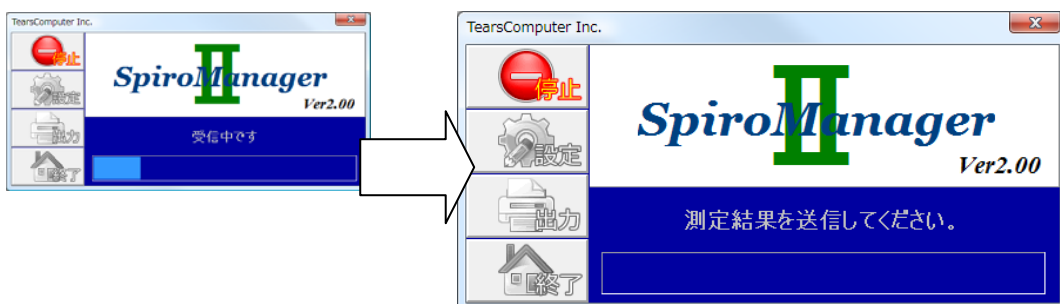 TearsComputer Inc.
停止
設定
出力
終了
II
SpiroManager
Ver2.00
受信中です
TearsComputer Inc.
停止
設定
出力
終了
II
SpiroManager
Ver2.00
測定結果を送信してください。